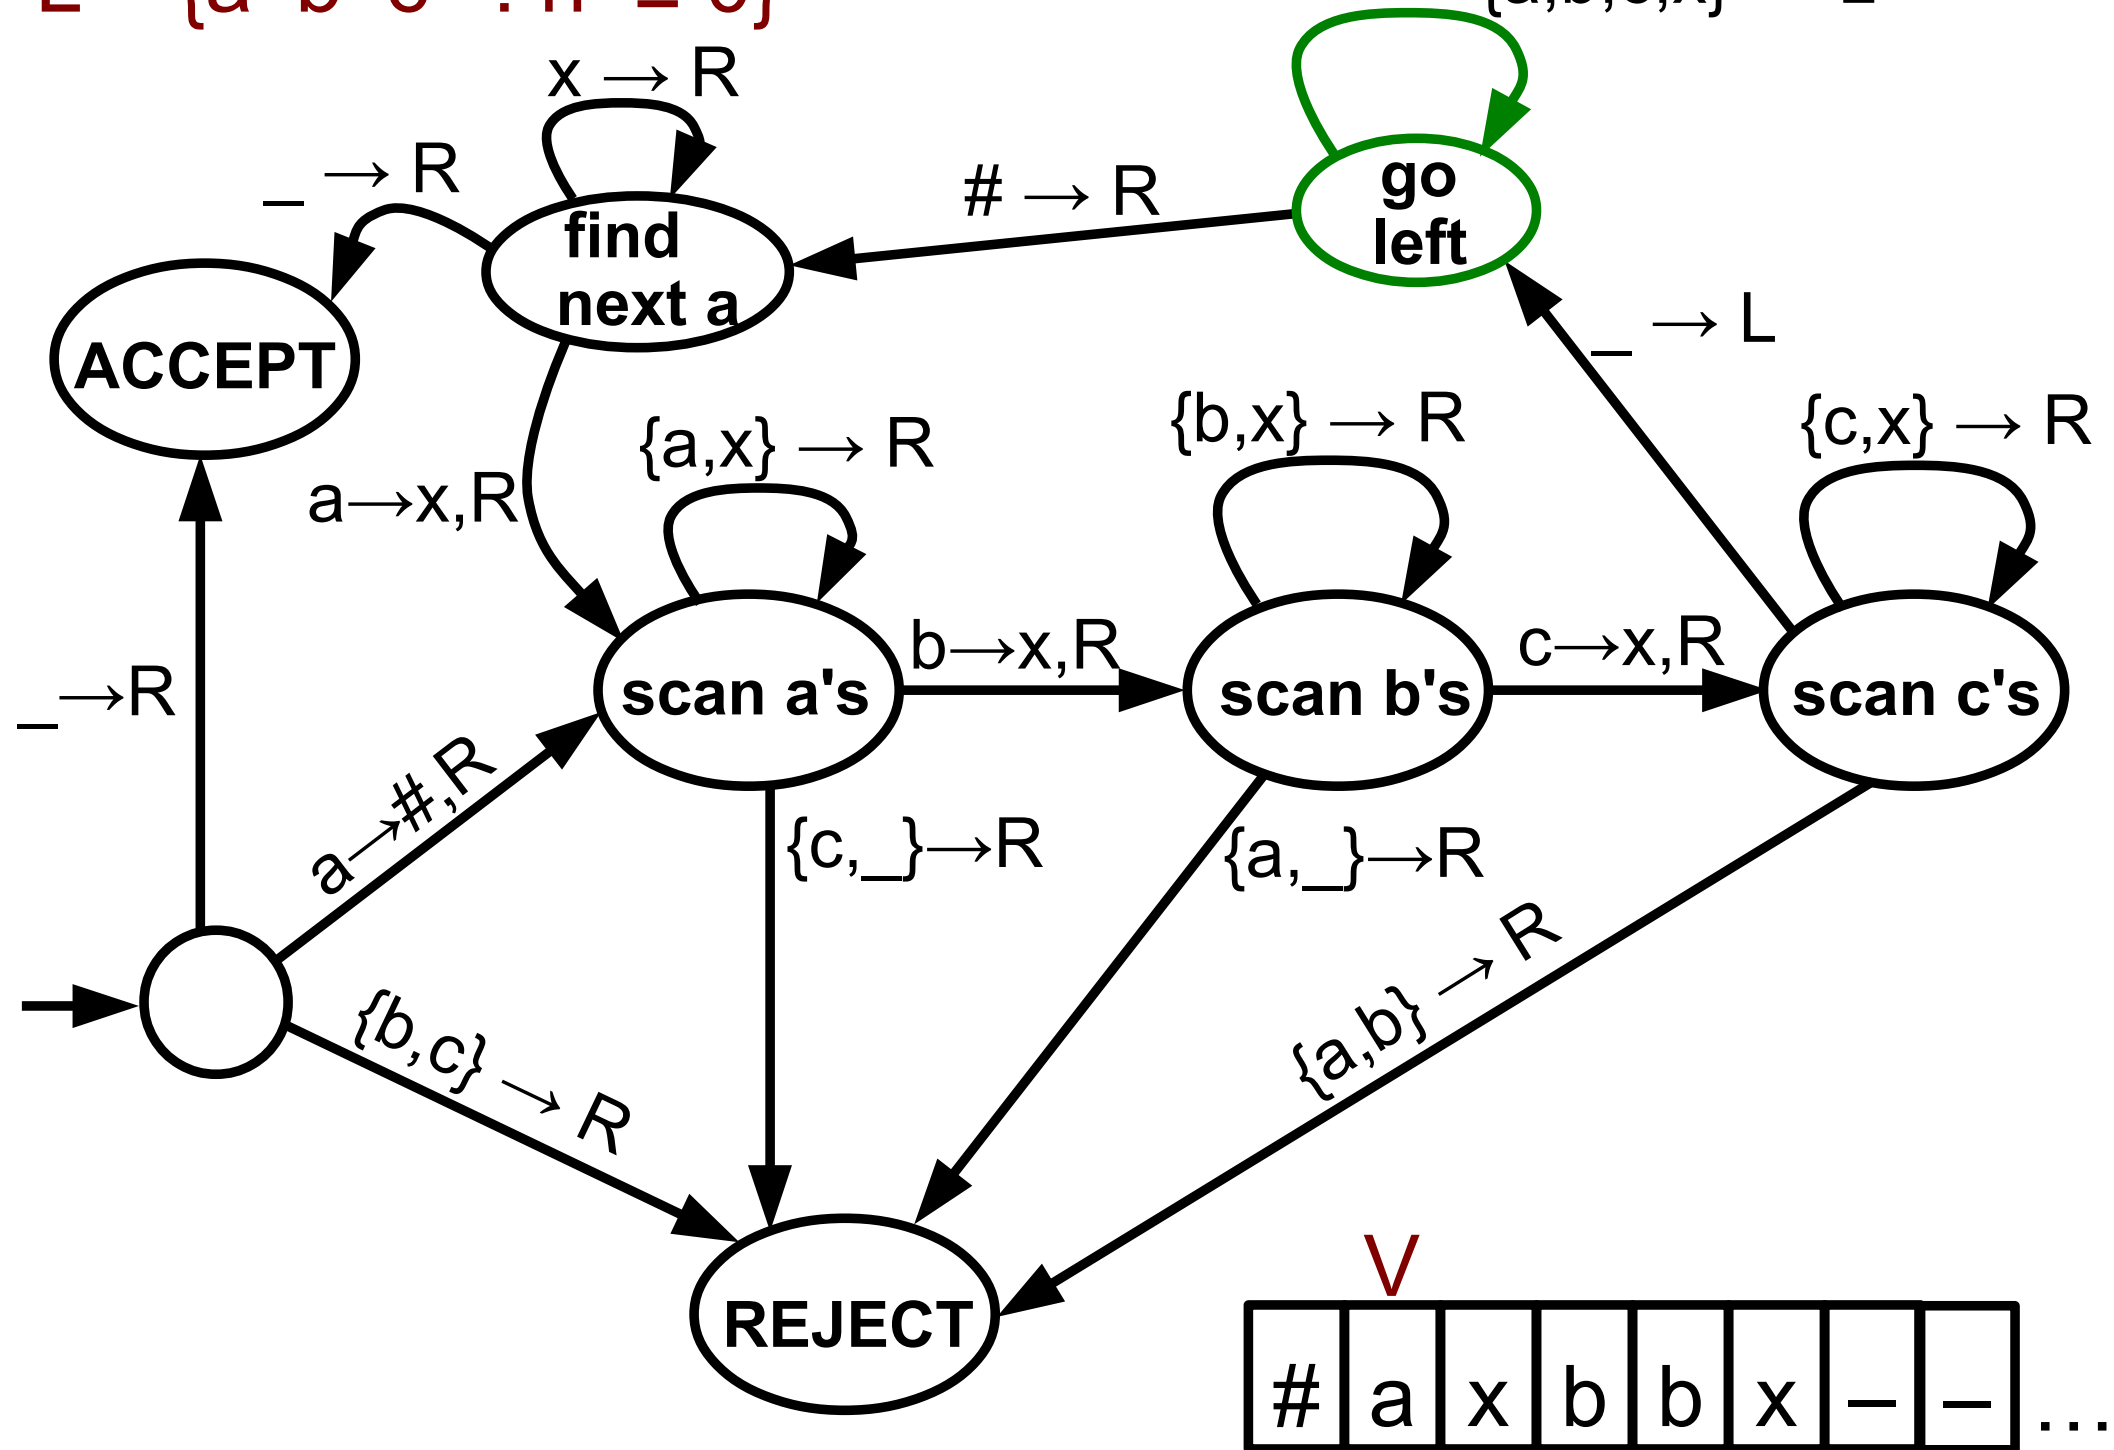 x → R
_ → R
# → R
find
next a
go
left
ACCEPT
_ → L
{a,x} → R
{b,x} → R
{c,x} → R
a→x,R
b→x,R
c→x,R
scan a's
scan b's
scan c's
_→R
a→#,R
{c,_}→R
{a,_}→R
{b,c} → R
{a,b} → R
V
REJECT
# a x b b x _ _ ...